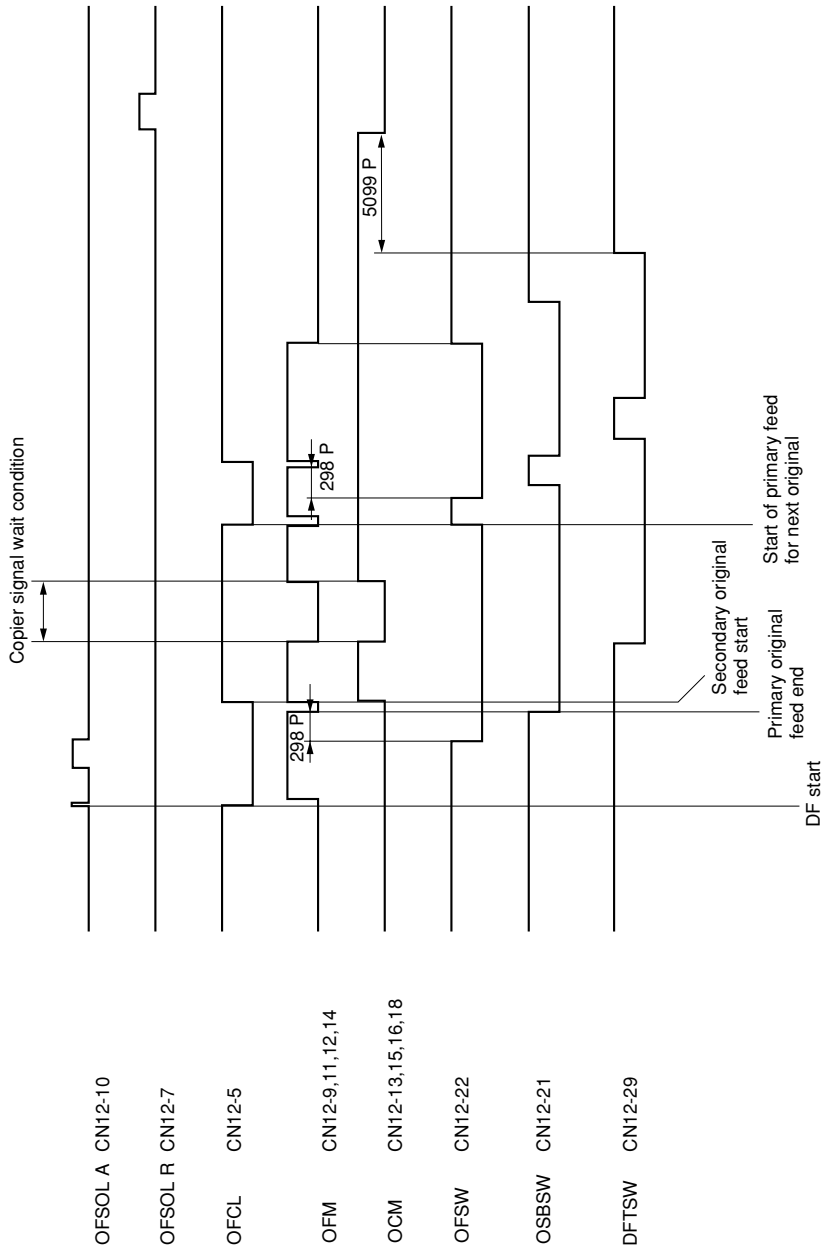 Copier signal wait condition
OFSOL A CN12-10
OFSOL R CN12-7
OFCL CN12-5
OFM CN12-9,11,12,14
298 P
298 P
OCM CN12-13,15,16,18
5099 P
OFSW CN12-22
OSBSW CN12-21
DFTSW CN12-29
DF start
Primary original
feed end
Secondary original
feed start
Start of primary feed
for next original